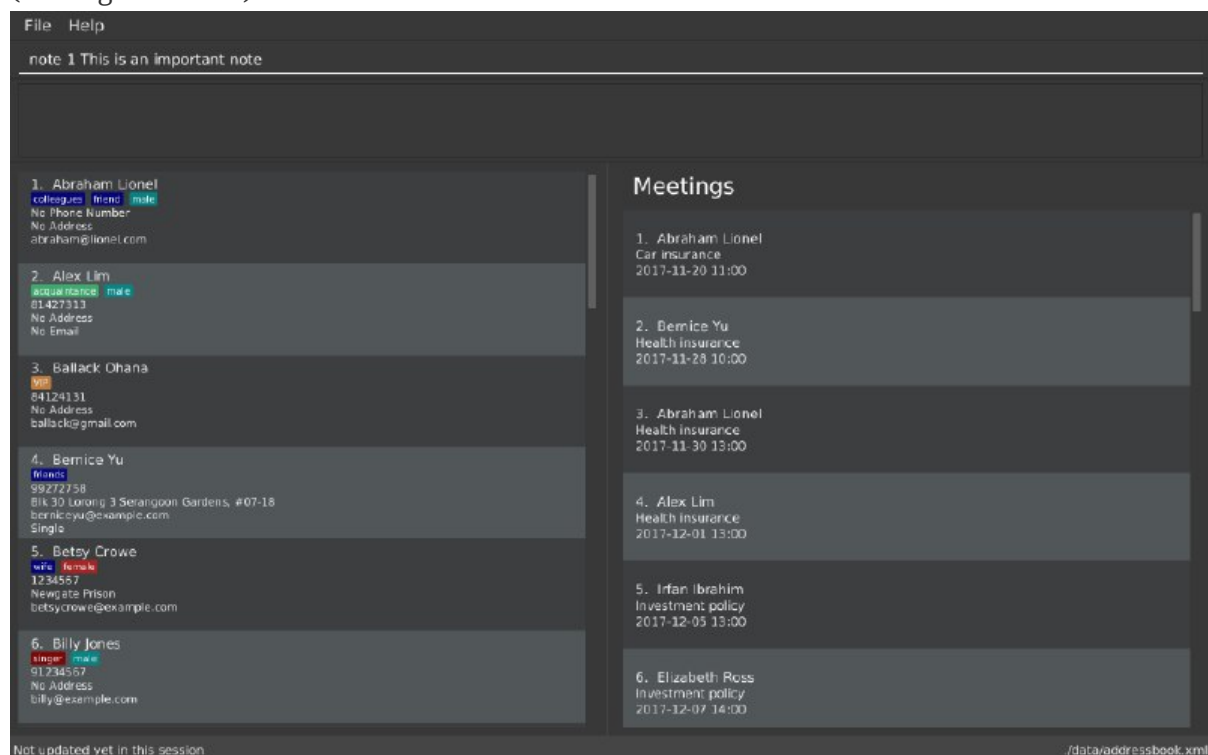 File Help
note 1 This is an important note
1. Abraham Lionel
colleagues friend male
No Phone Number
No Address
abraham@lionel.com
2. Alex Lim
acquaintance male
81427313
No Address
No Email
3. Ballack Ohana
VIP
84124131
No Address
ballack@gmail.com
4. Bernice Yu
friends
99272758
Blk 30 Lorong 3 Serangoon Gardens, #07-18
berniceyu@example.com
Single
5. Betsy Crowe
wife female
1234567
Newgate Prison
betsycrowe@example.com
6. Billy Jones
singer male
91234567
No Address
billy@example.com
Meetings
1. Abraham Lionel
Car insurance
2017-11-20 11:00
2. Bernice Yu
Health insurance
2017-11-28 10:00
3. Abraham Lionel
Health insurance
2017-11-30 13:00
4. Alex Lim
Health insurance
2017-12-01 13:00
5. Irfan Ibrahim
Investment policy
2017-12-05 13:00
6. Elizabeth Ross
Investment policy
2017-12-07 14:00
Not updated yet in this session
./data/addressbook.xml